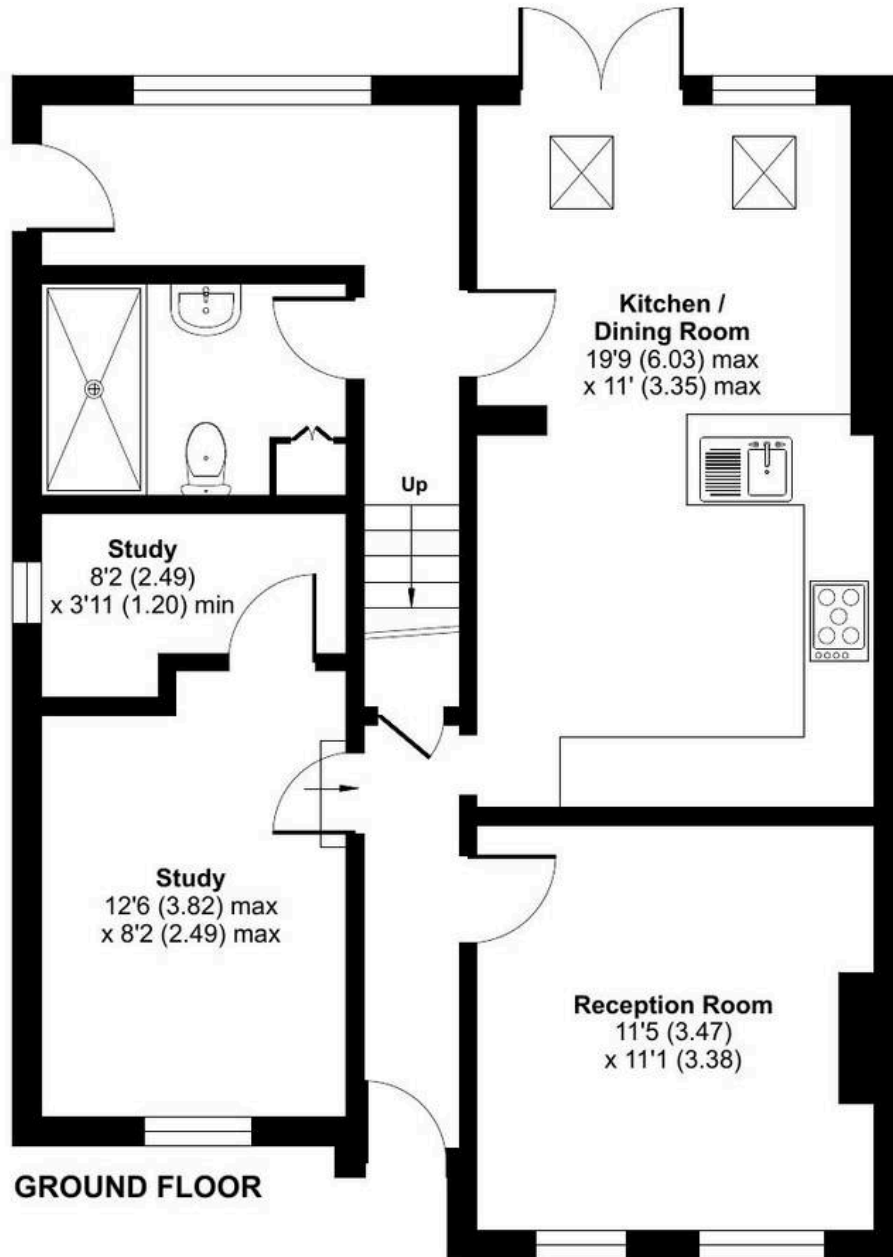 Kitchen /
Dining Room
19'9 (6.03) max
x 11' (3.35) max
Up
Study
8'2 (2.49)
x 3'11 (1.20) min
Study
12'6 (3.82) max
x 8'2 (2.49) max
Reception Room
11'5 (3.47)
x 11'1 (3.38)
GROUND FLOOR